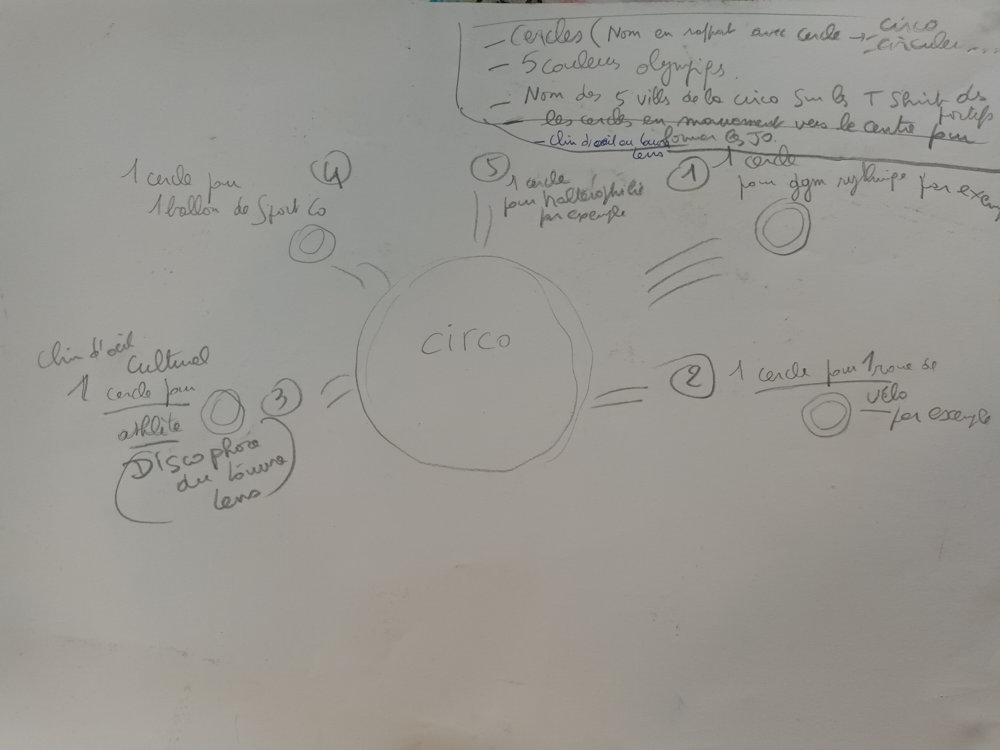 - Cercles (Nom en rapport avec cercle → - circo
- circuler ....
- 5 couleurs olympiqs.
- Nom des 5 villes de la circo sur les T Shirt des
sportifs
- les cercles en mouvement vers le centre pour
former les JO.
- Clin d'oeil au Louvre
Lens
1 cercle pour
1 ballon de Sport Co
4
5
1 cercle
pour haltérophilie
par exemple
1
1 cercle
pour gym rythmiqe par exem
circo
Clin d'oeil
Culturel
1 cercle pour
athlète
3
(Discophore
du Louvre
Lens)
2
1 cercle pour 1 roue de
vélo
par exemple